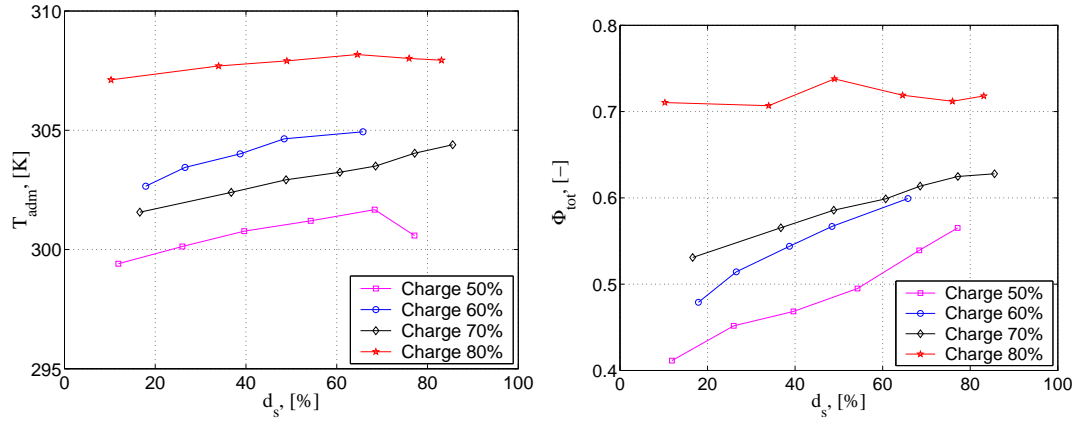 310
305
300
295
T_adm, [K]
0 20 40 60 80 100
d_s, [%]
Charge 50%
Charge 60%
Charge 70%
Charge 80%
0.8
0.7
0.6
0.5
0.4
Φ_tot, [−]
0 20 40 60 80 100
d_s, [%]
Charge 50%
Charge 60%
Charge 70%
Charge 80%